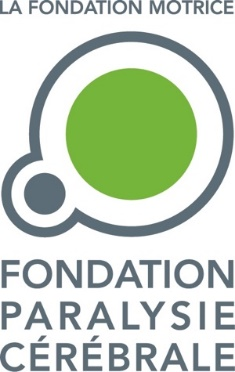 LA FONDATION MOTRICE
FONDATION
PARALYSIE
CÉRÉBRALE